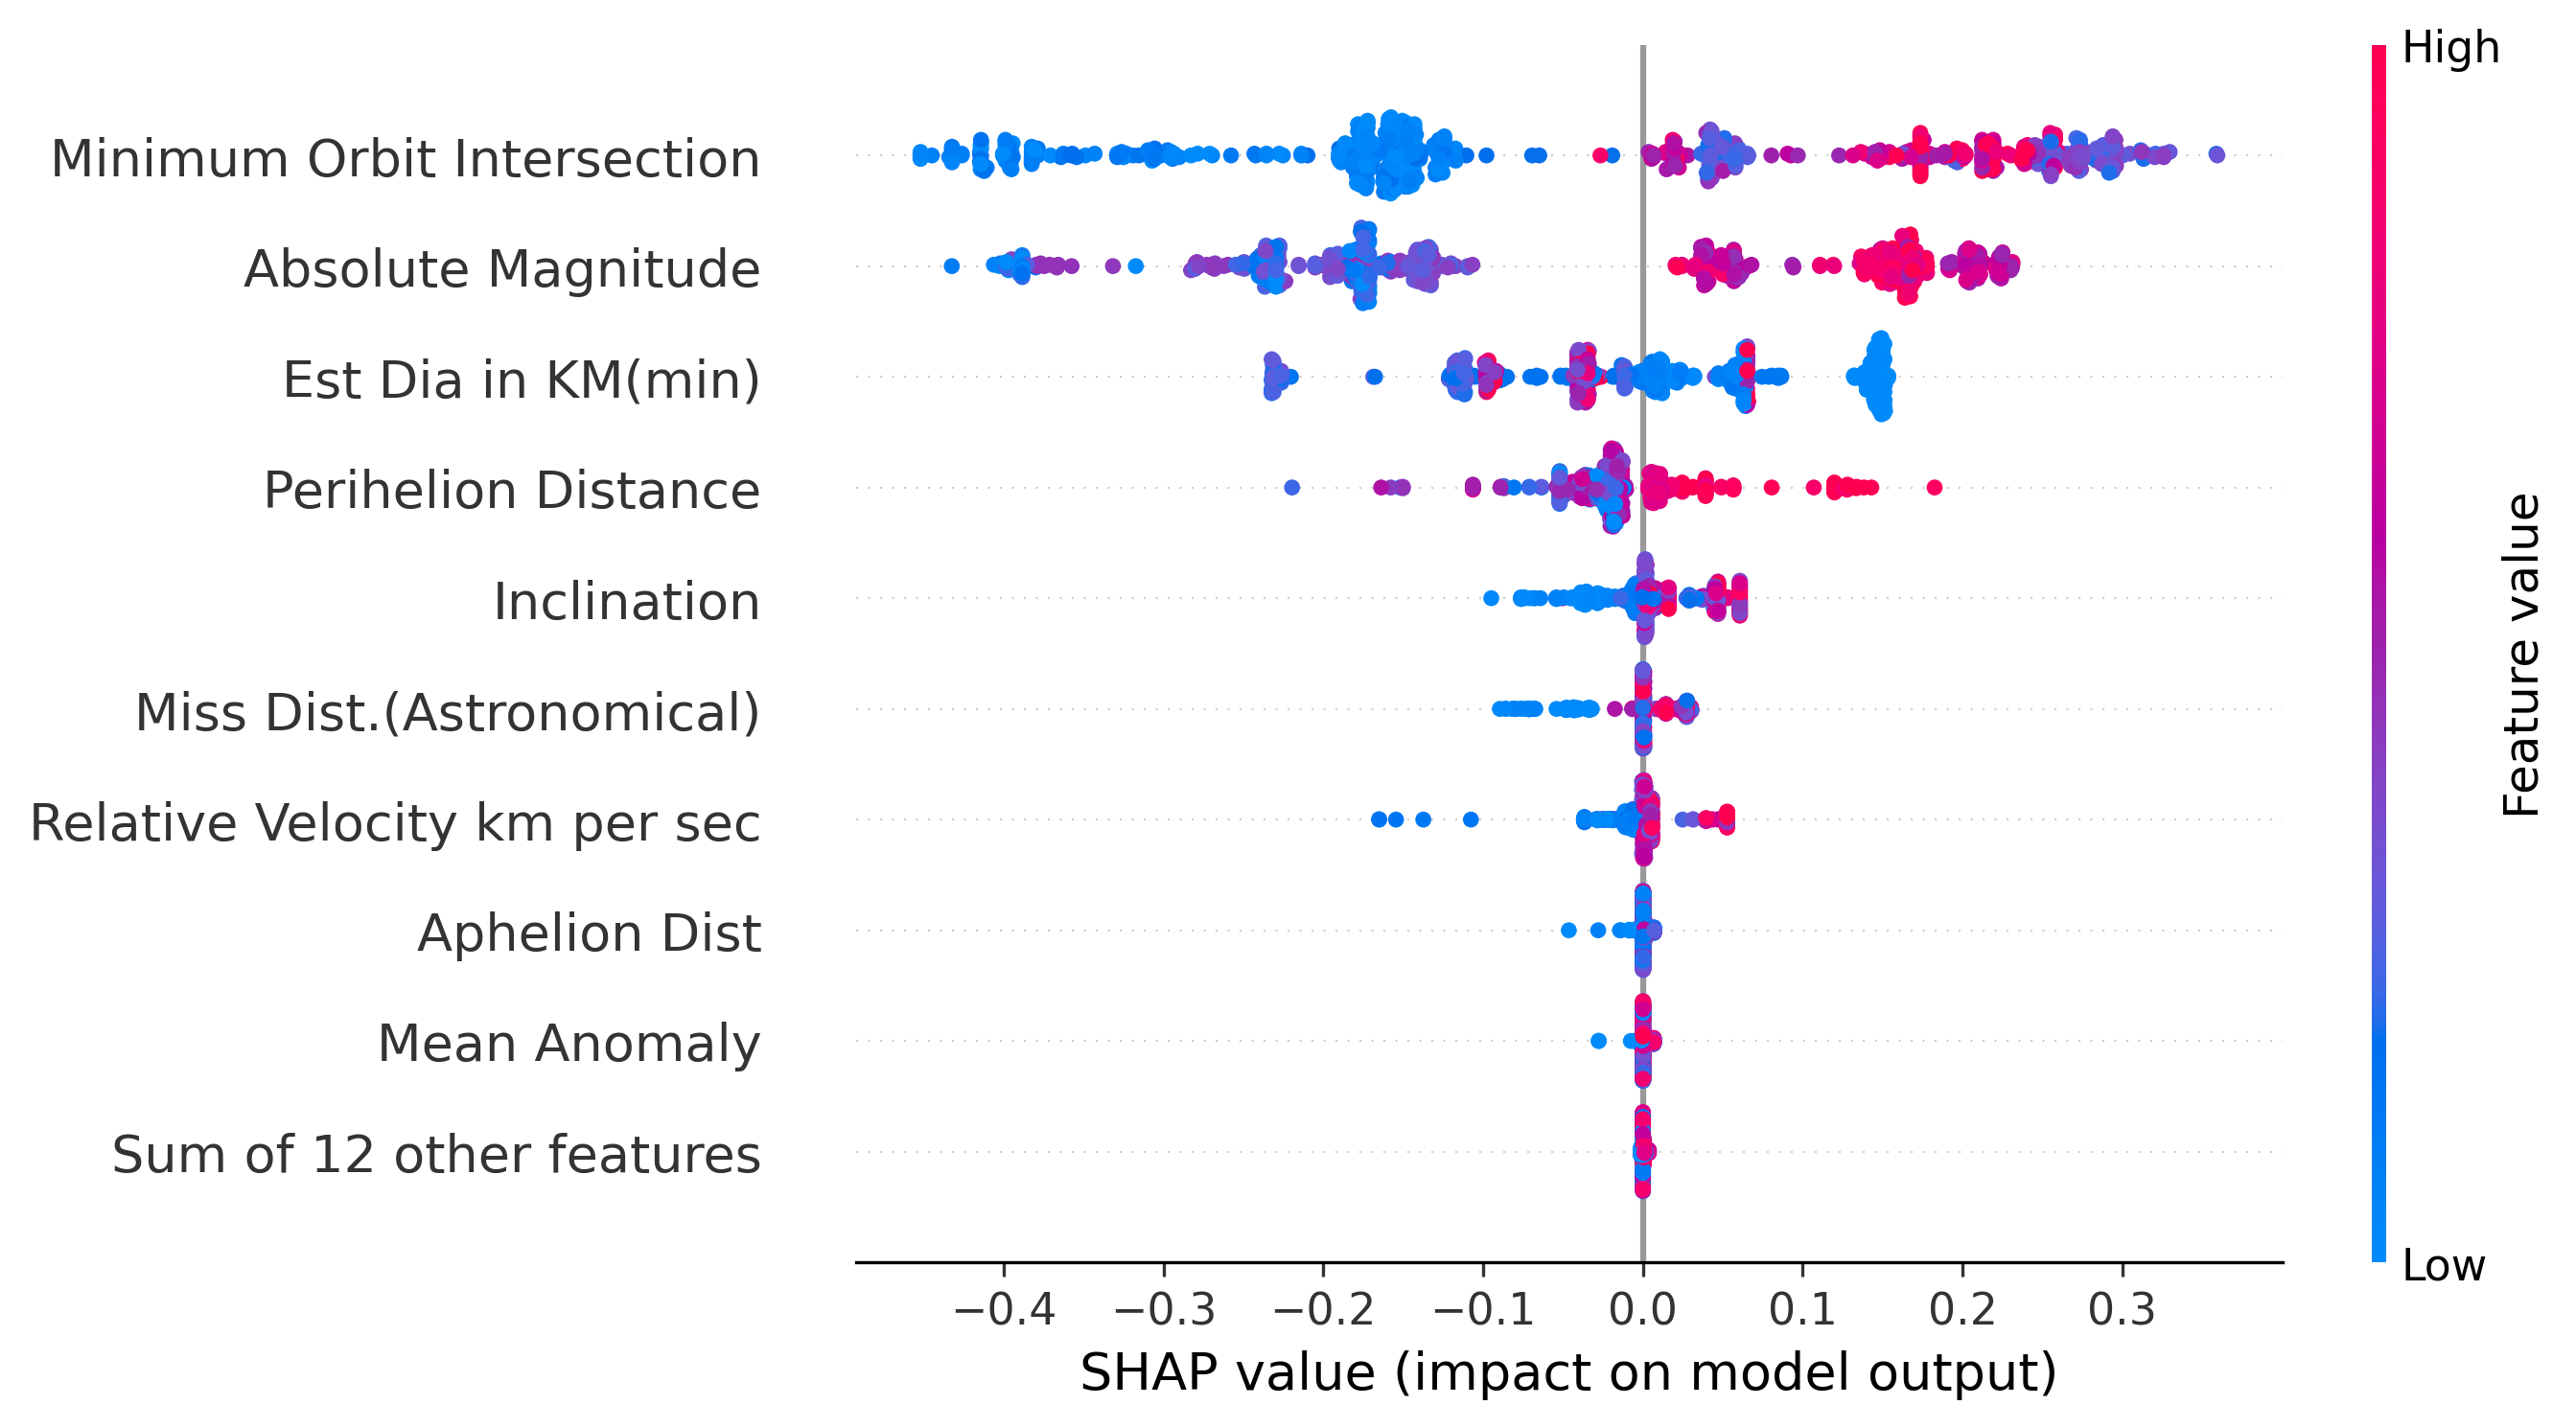 High
Minimum Orbit Intersection
Absolute Magnitude
Est Dia in KM(min)
Perihelion Distance
Inclination
Miss Dist.(Astronomical)
Relative Velocity km per sec
Aphelion Dist
Mean Anomaly
Sum of 12 other features
Feature value
Low
−0.4 −0.3 −0.2 −0.1 0.0 0.1 0.2 0.3
SHAP value (impact on model output)